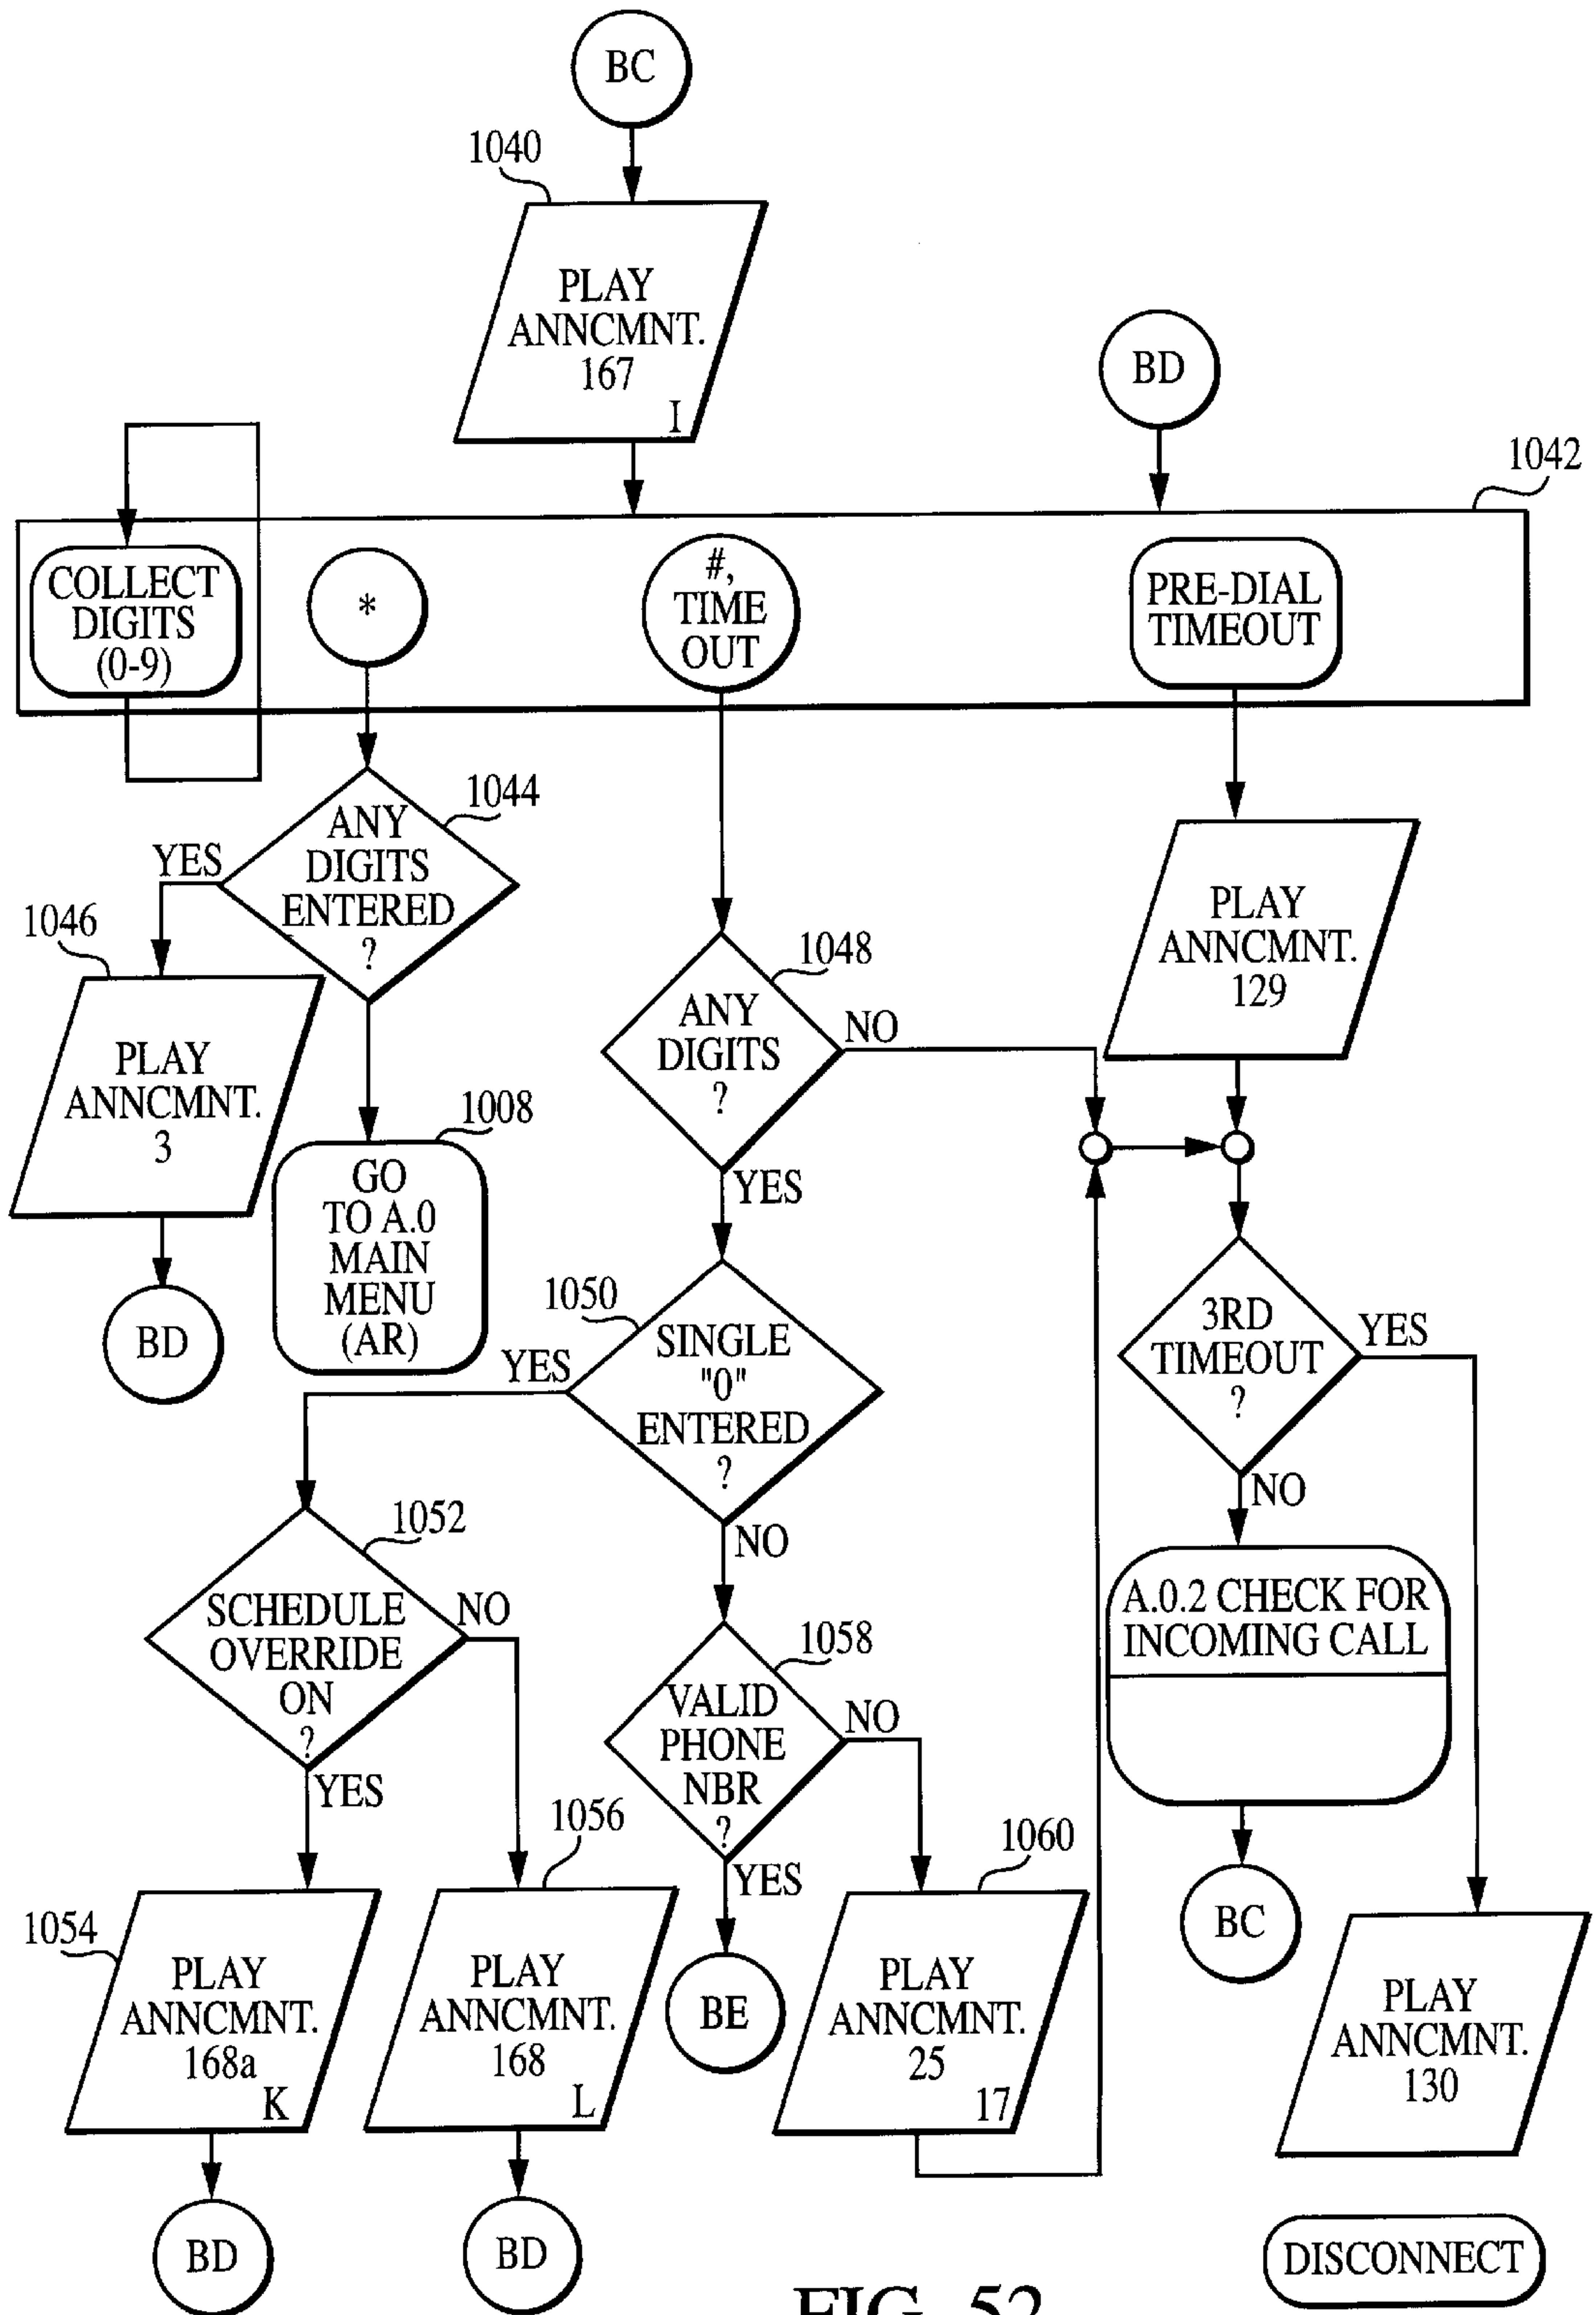 BC
1040
PLAY
ANNCMNT.
167
I
BD
1042
COLLECT
DIGITS
(0-9)
*
#,
TIME
OUT
PRE-DIAL
TIMEOUT
1044
ANY
DIGITS
ENTERED
?
YES
1046
PLAY
ANNCMNT.
3
BD
1008
GO
TO A.0
MAIN
MENU
(AR)
1048
ANY
DIGITS
?
NO
YES
PLAY
ANNCMNT.
129
1050
SINGLE
"0"
ENTERED
?
YES
NO
3RD
TIMEOUT
?
YES
NO
1052
SCHEDULE
OVERRIDE
ON
?
NO
YES
1058
VALID
PHONE
NBR
?
NO
YES
A.0.2 CHECK FOR
INCOMING CALL
BC
1054
PLAY
ANNCMNT.
168a
K
BD
1056
PLAY
ANNCMNT.
168
L
BD
BE
1060
PLAY
ANNCMNT.
25
17
PLAY
ANNCMNT.
130
DISCONNECT
FIG. 52